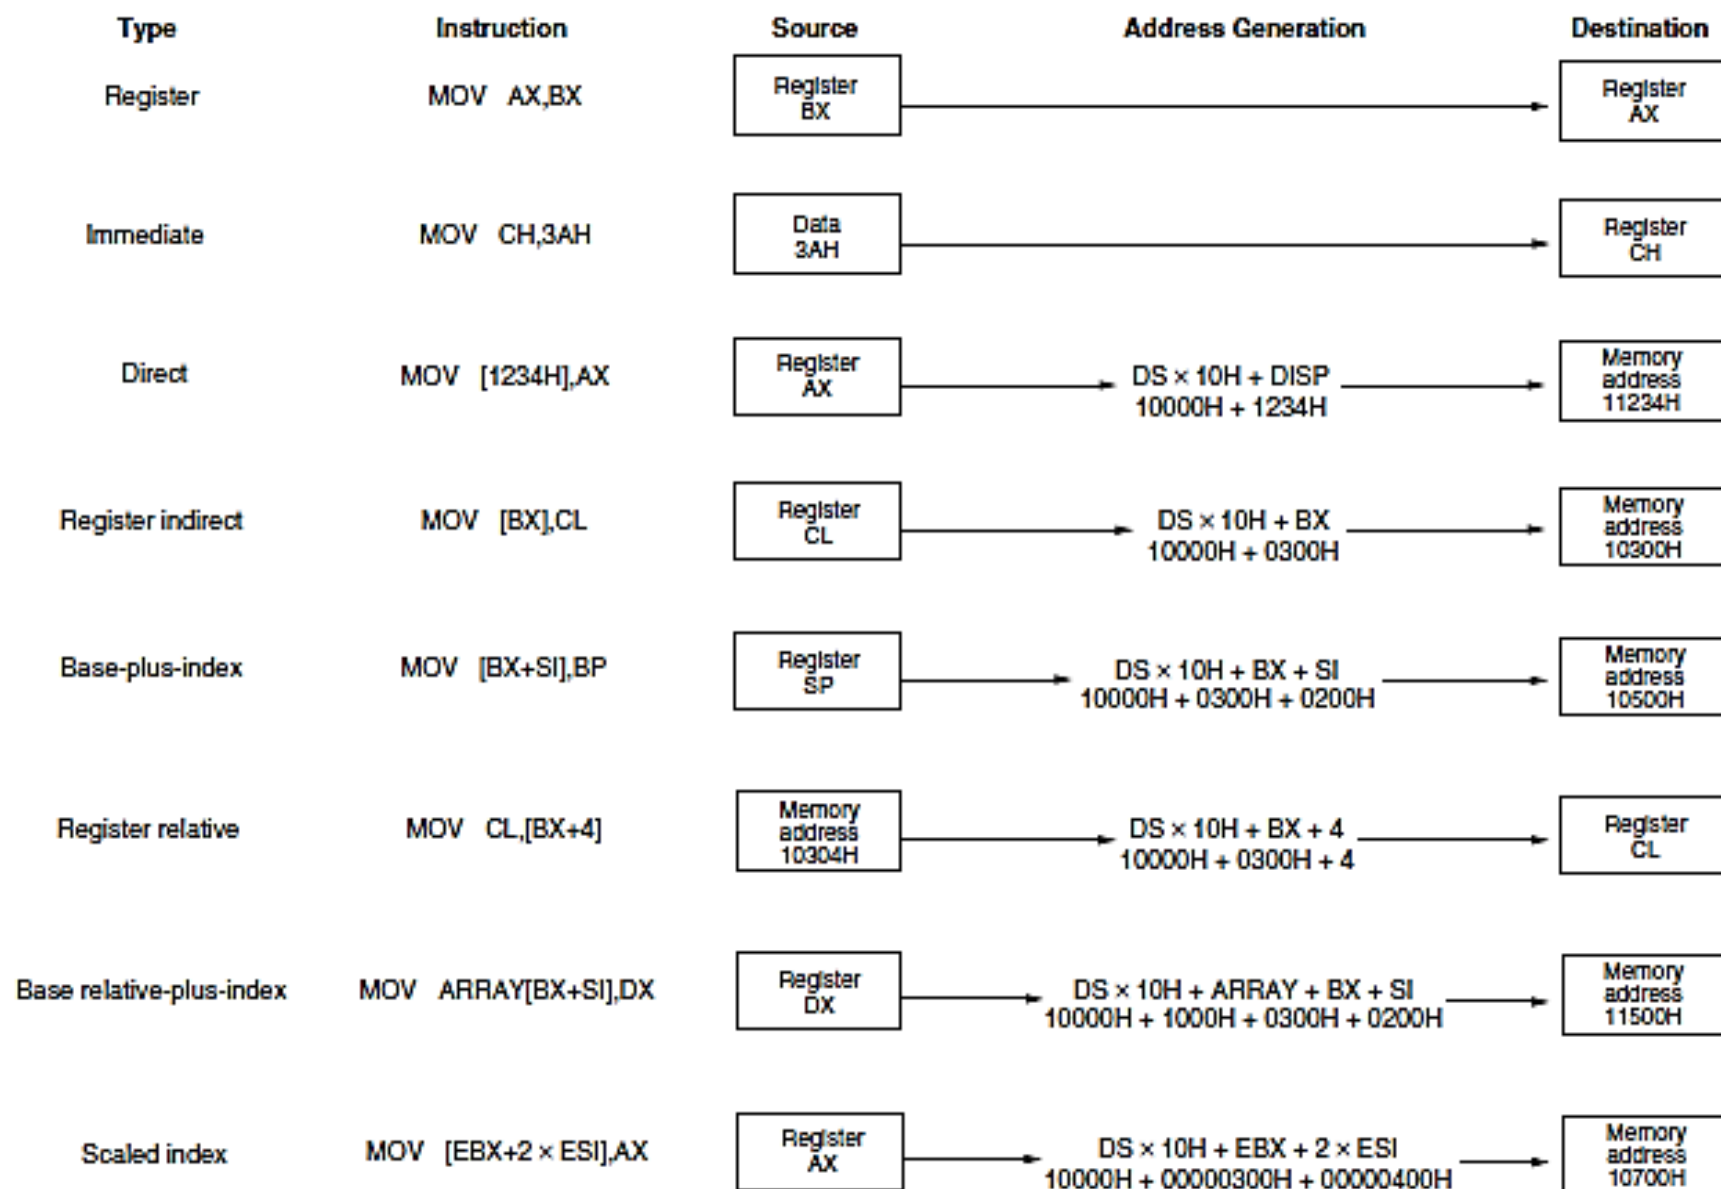 Type Instruction Source Address Generation Destination
Register MOV AX,BX Register BX Register AX
Immediate MOV CH,3AH Data 3AH Register CH
Direct MOV [1234H],AX Register AX DS × 10H + DISP 10000H + 1234H Memory address 11234H
Register indirect MOV [BX],CL Register CL DS × 10H + BX 10000H + 0300H Memory address 10300H
Base-plus-index MOV [BX+SI],BP Register SP DS × 10H + BX + SI 10000H + 0300H + 0200H Memory address 10500H
Register relative MOV CL,[BX+4] Memory address 10304H DS × 10H + BX + 4 10000H + 0300H + 4 Register CL
Base relative-plus-index MOV ARRAY[BX+SI],DX Register DX DS × 10H + ARRAY + BX + SI 10000H + 1000H + 0300H + 0200H Memory address 11500H
Scaled index MOV [EBX+2 × ESI],AX Register AX DS × 10H + EBX + 2 × ESI 10000H + 00000300H + 00000400H Memory address 10700H